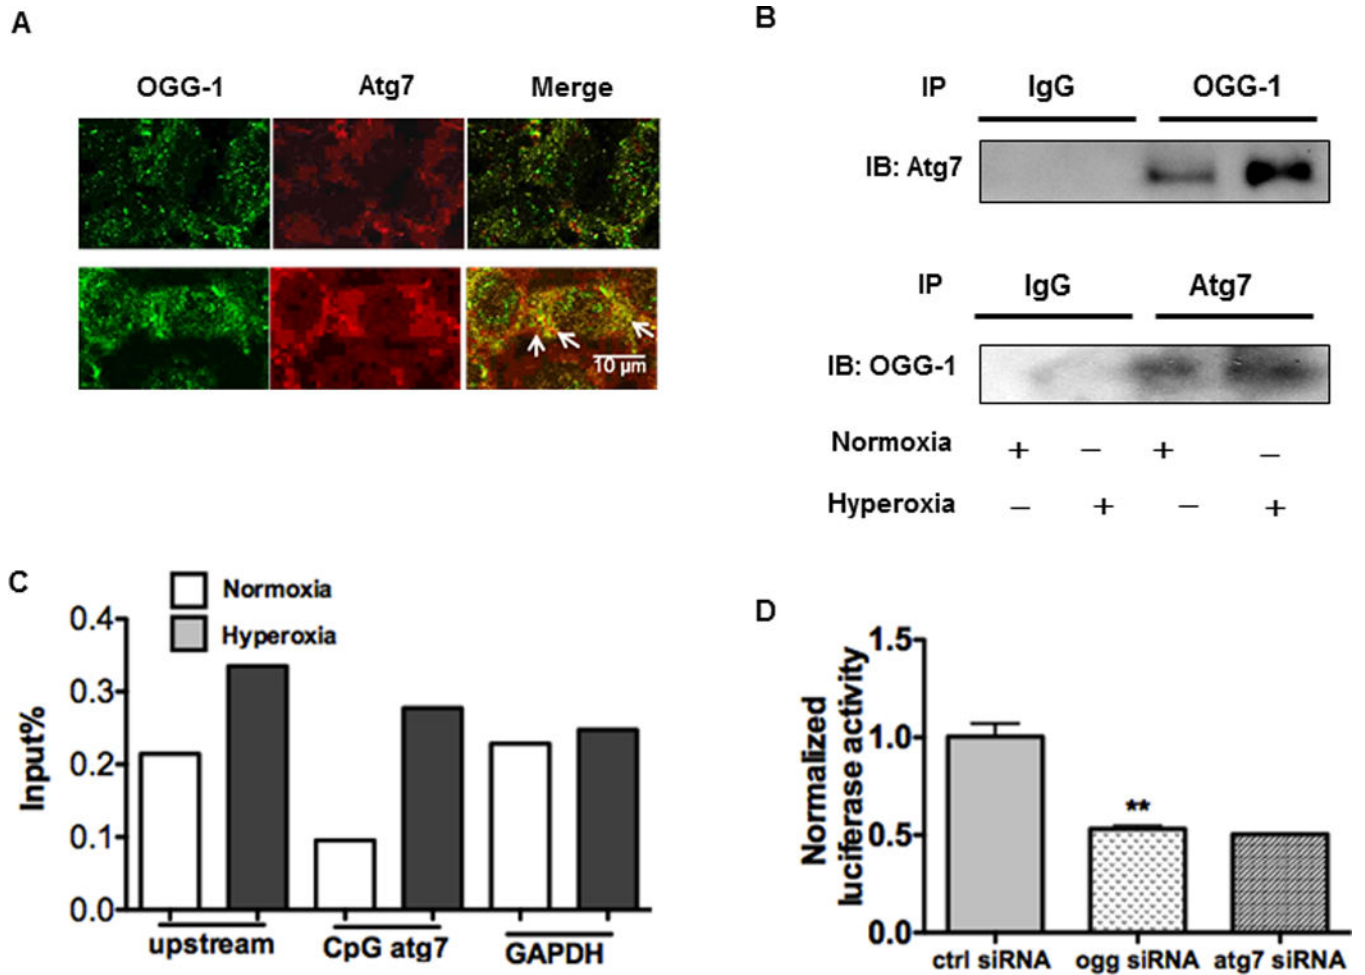 A
OGG-1 Atg7 Merge
10 µm
B
IP IgG OGG-1
IB: Atg7
IP IgG Atg7
IB: OGG-1
Normoxia + − + −
Hyperoxia − + − +
C
Normoxia
Hyperoxia
Input%
0.4
0.3
0.2
0.1
0.0
upstream CpG atg7 GAPDH
D
Normalized
luciferase activity
1.5
1.0
0.5
0.0
**
ctrl siRNA ogg siRNA atg7 siRNA